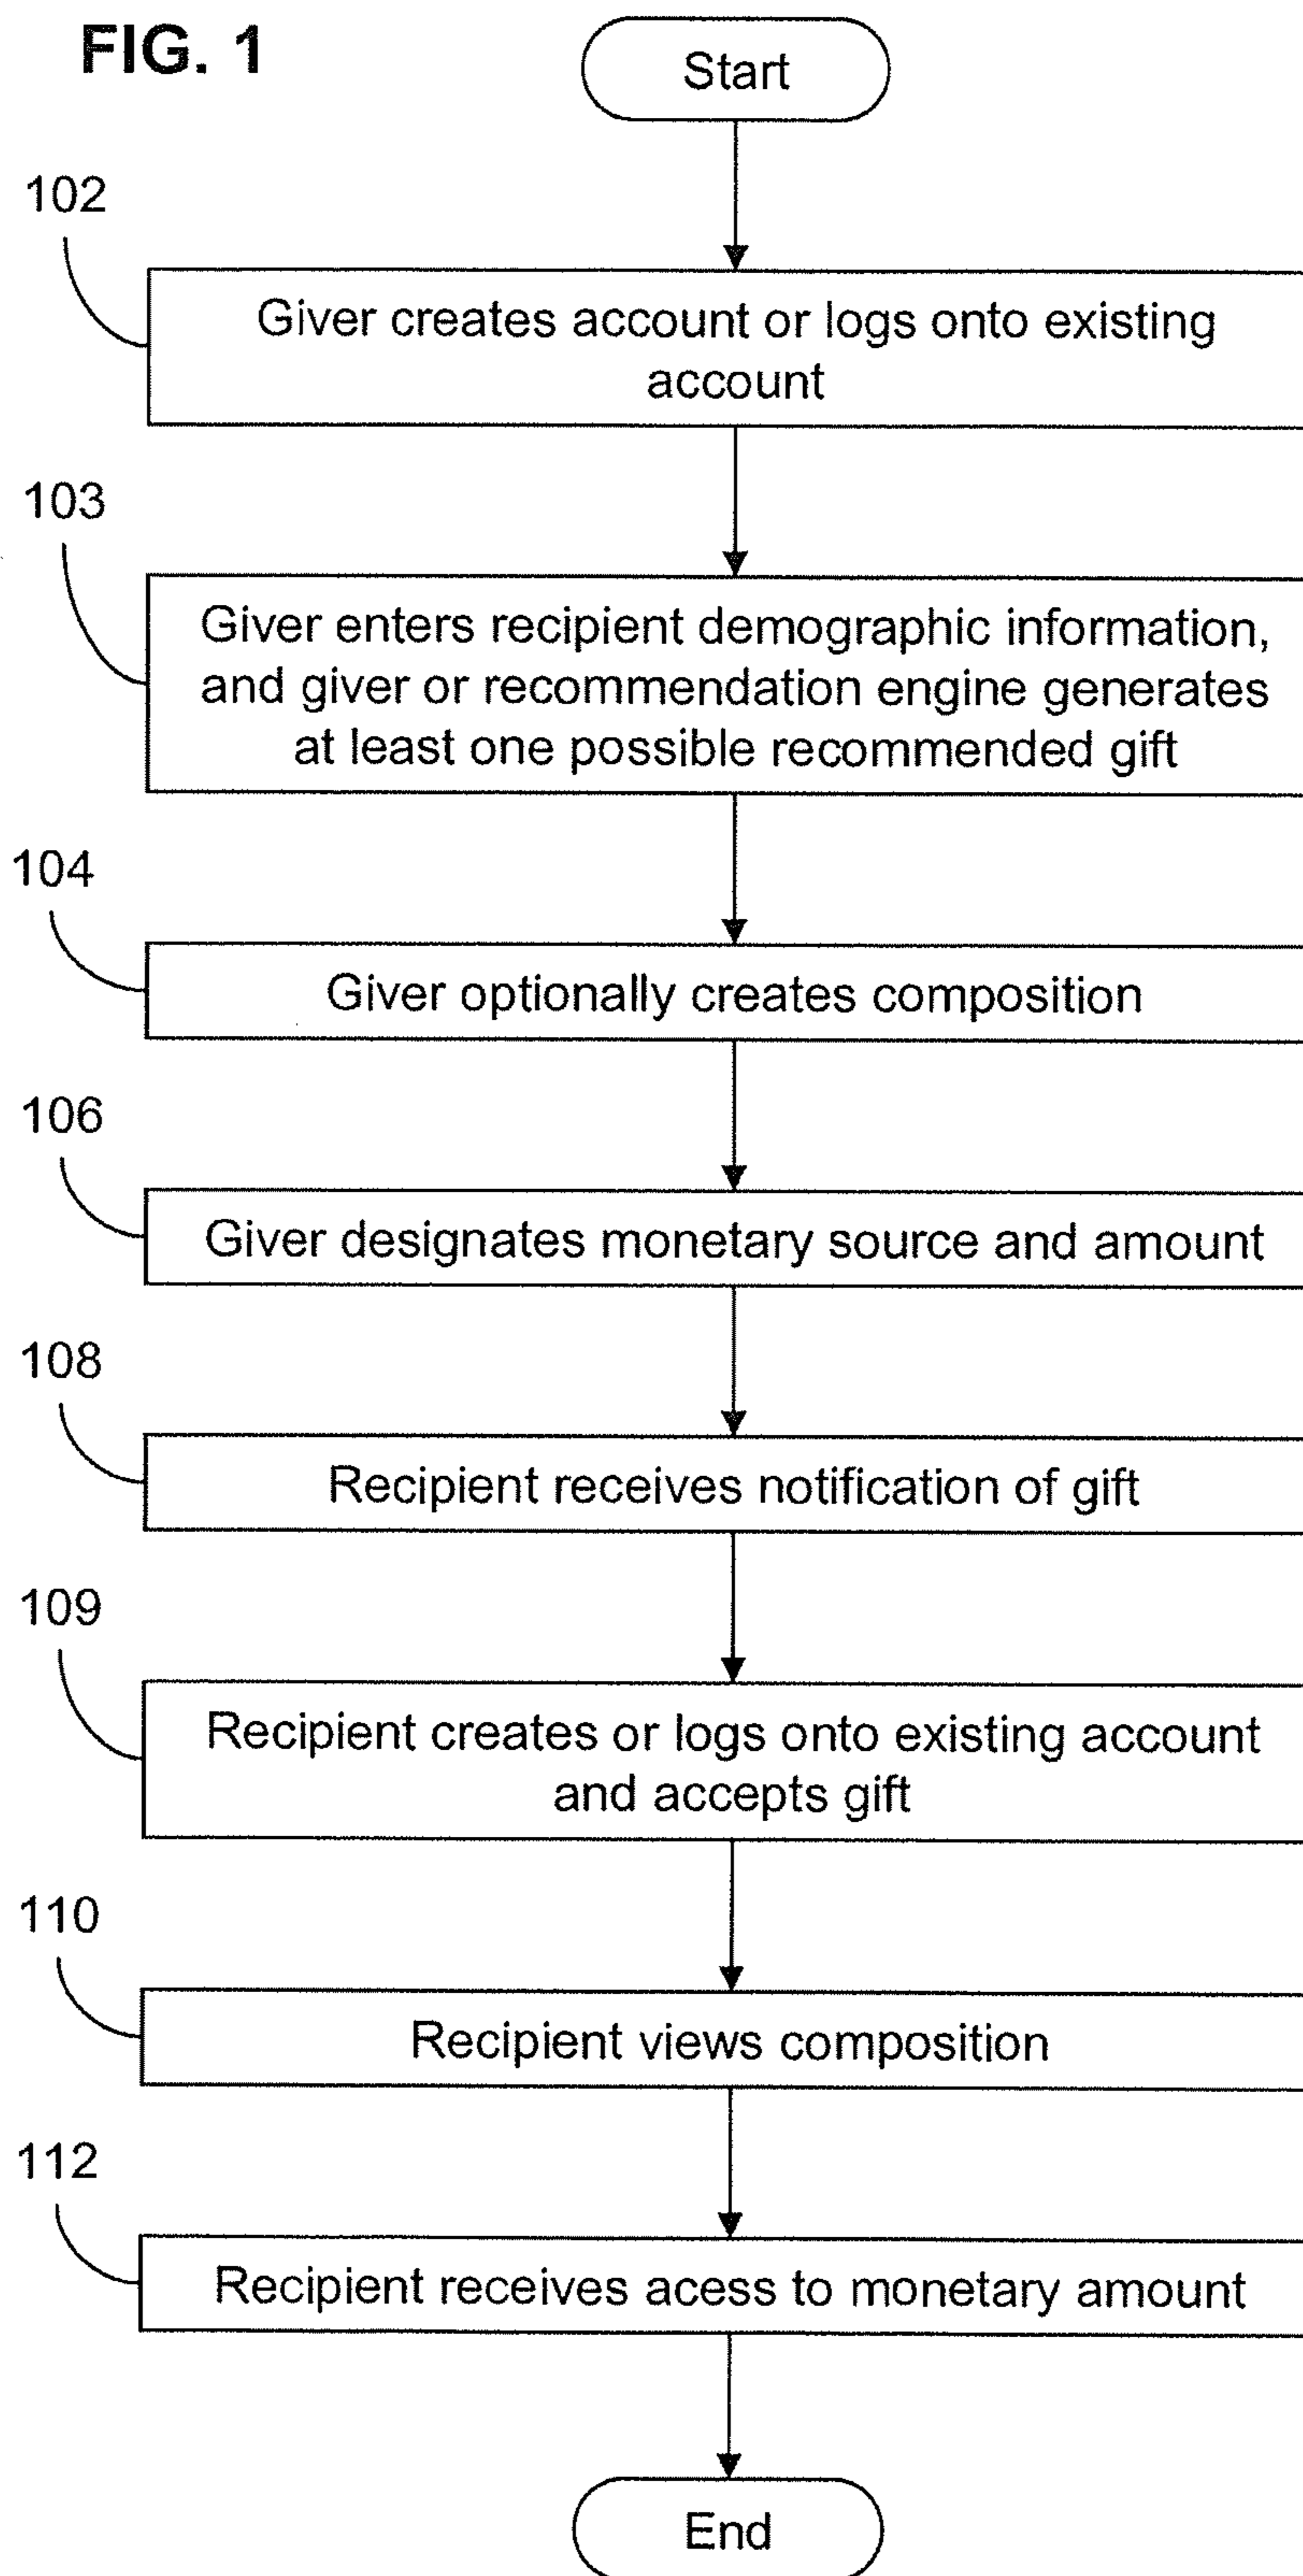 FIG. 1
Start
102
Giver creates account or logs onto existing
account
103
Giver enters recipient demographic information,
and giver or recommendation engine generates
at least one possible recommended gift
104
Giver optionally creates composition
106
Giver designates monetary source and amount
108
Recipient receives notification of gift
109
Recipient creates or logs onto existing account
and accepts gift
110
Recipient views composition
112
Recipient receives acess to monetary amount
End